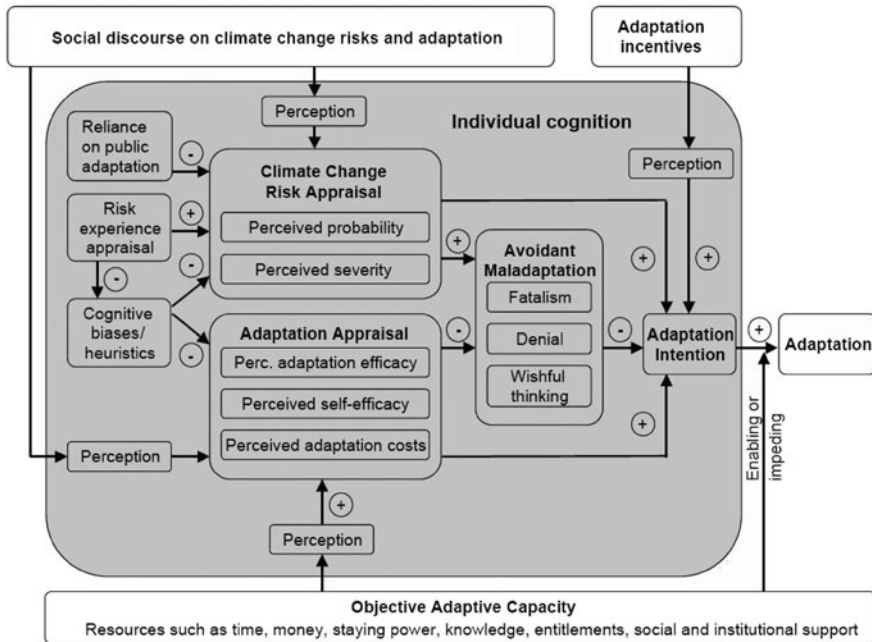 Social discourse on climate change risks and adaptation
Adaptation
incentives
Perception
Individual cognition
Reliance
on public
adaptation
-
Climate Change
Risk Appraisal
Perception
Risk
experience
appraisal
+
Perceived probability
Perceived severity
+
-
-
Avoidant
Maladaptation
Fatalism
Denial
Wishful
thinking
+
+
Cognitive
biases/
heuristics
-
Adaptation Appraisal
Perc. adaptation efficacy
Perceived self-efficacy
Perceived adaptation costs
-
-
Adaptation
Intention
+
Adaptation
+
Enabling or
impeding
Perception
+
Perception
Objective Adaptive Capacity
Resources such as time, money, staying power, knowledge, entitlements, social and institutional support